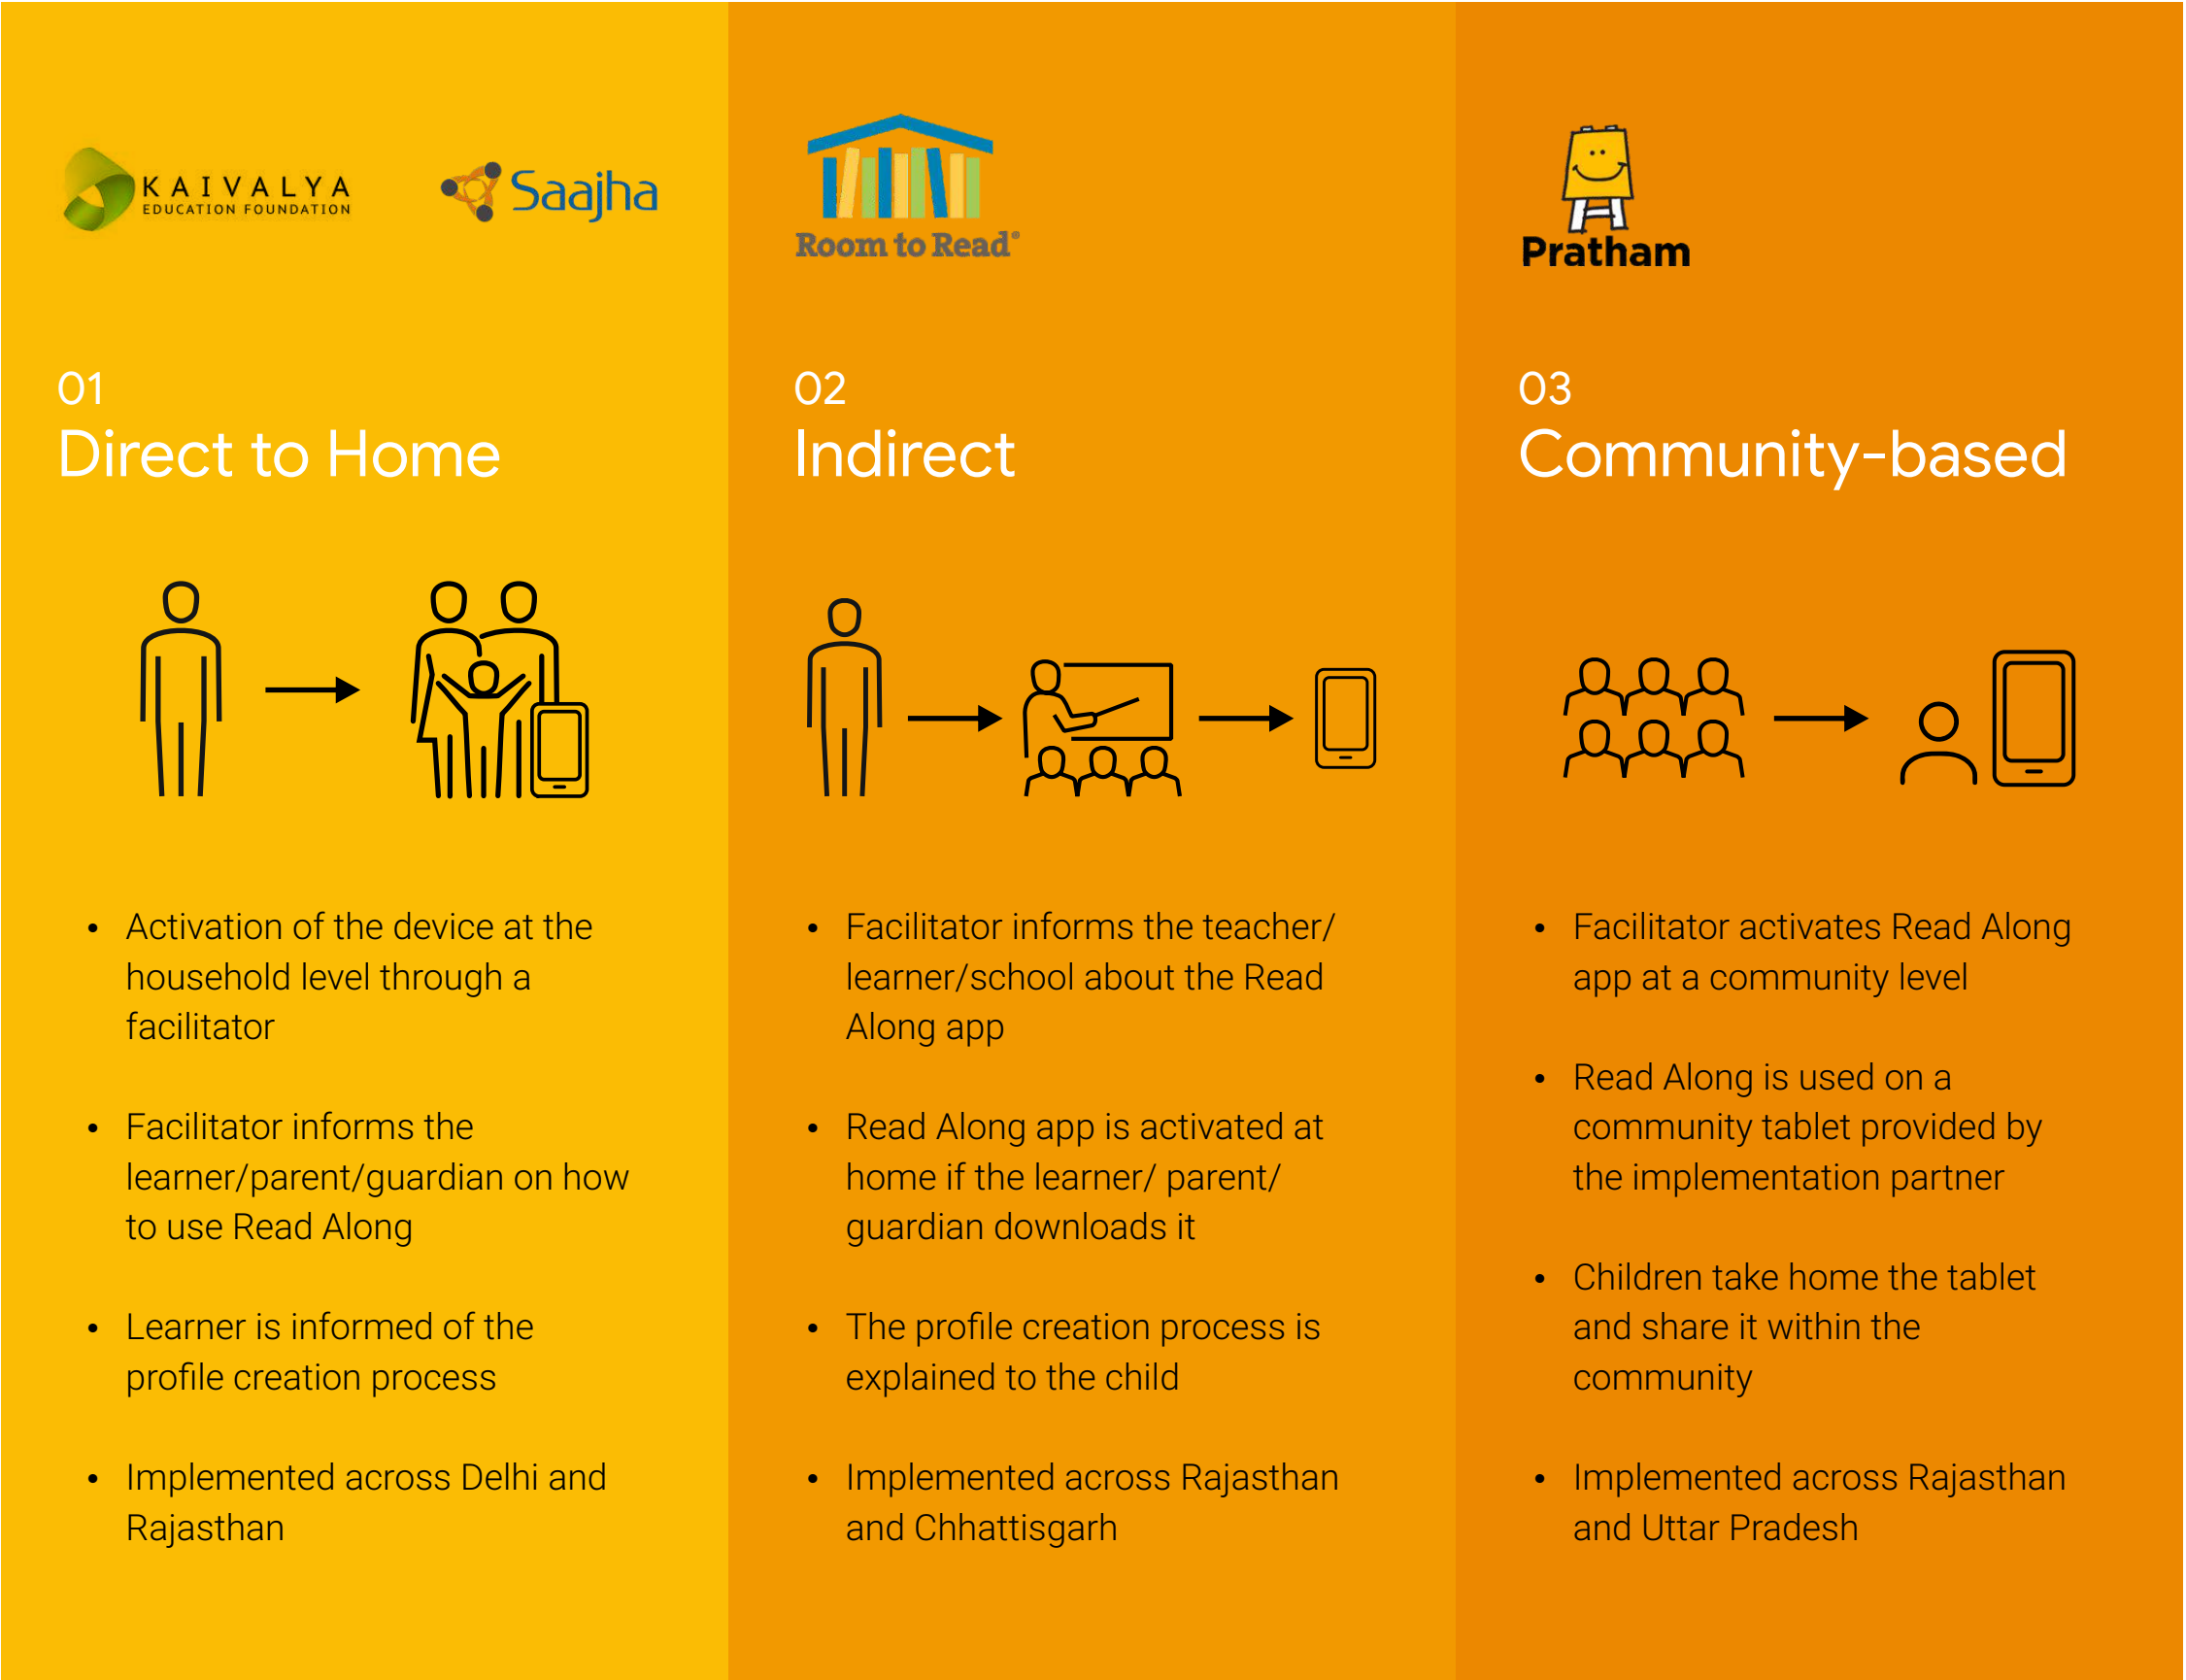 KAIVALYA
EDUCATION FOUNDATION
Saajha
01
Direct to Home
• Activation of the device at the
household level through a
facilitator
• Facilitator informs the
learner/parent/guardian on how
to use Read Along
• Learner is informed of the
profile creation process
• Implemented across Delhi and
Rajasthan
Room to Read®
02
Indirect
• Facilitator informs the teacher/
learner/school about the Read
Along app
• Read Along app is activated at
home if the learner/ parent/
guardian downloads it
• The profile creation process is
explained to the child
• Implemented across Rajasthan
and Chhattisgarh
Pratham
03
Community-based
• Facilitator activates Read Along
app at a community level
• Read Along is used on a
community tablet provided by
the implementation partner
• Children take home the tablet
and share it within the
community
• Implemented across Rajasthan
and Uttar Pradesh